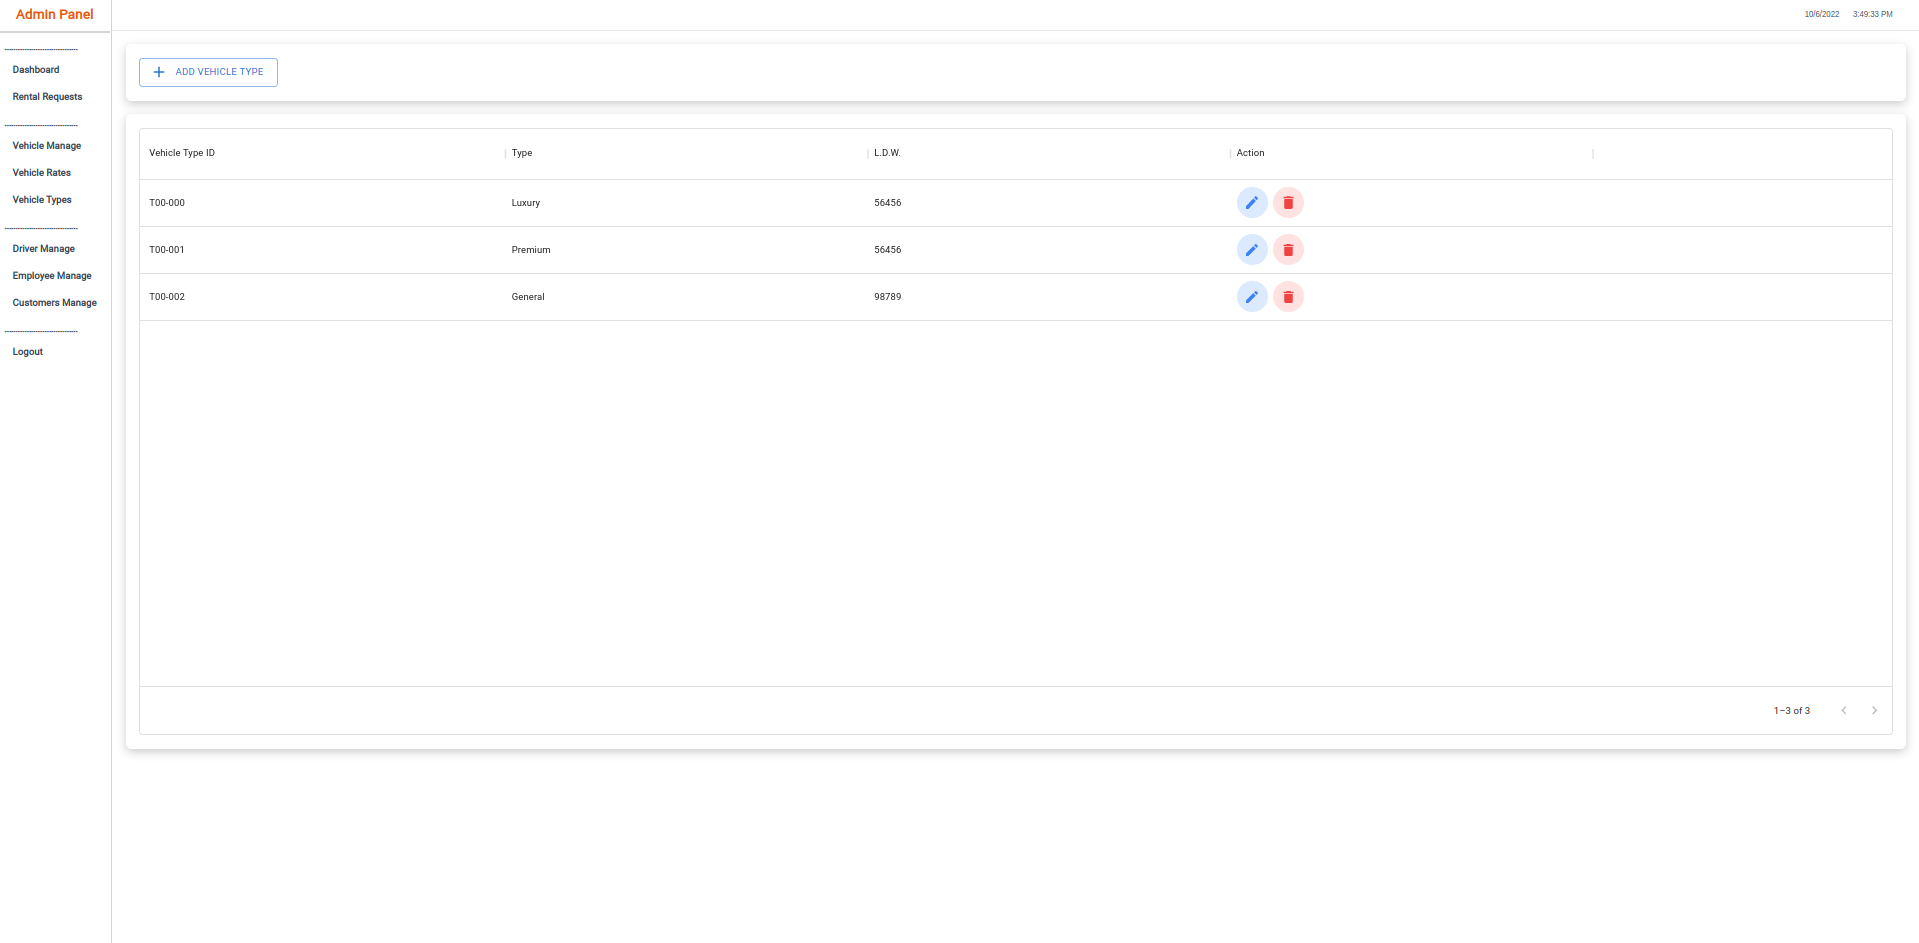 Admin Panel
10/6/2022 3:49:33 PM
--------------------------------
Dashboard
Rental Requests
--------------------------------
Vehicle Manage
Vehicle Rates
Vehicle Types
--------------------------------
Driver Manage
Employee Manage
Customers Manage
--------------------------------
Logout
ADD VEHICLE TYPE
Vehicle Type ID Type L.D.W. Action
T00-000 Luxury 56456
T00-001 Premium 56456
T00-002 General 98789
1–3 of 3